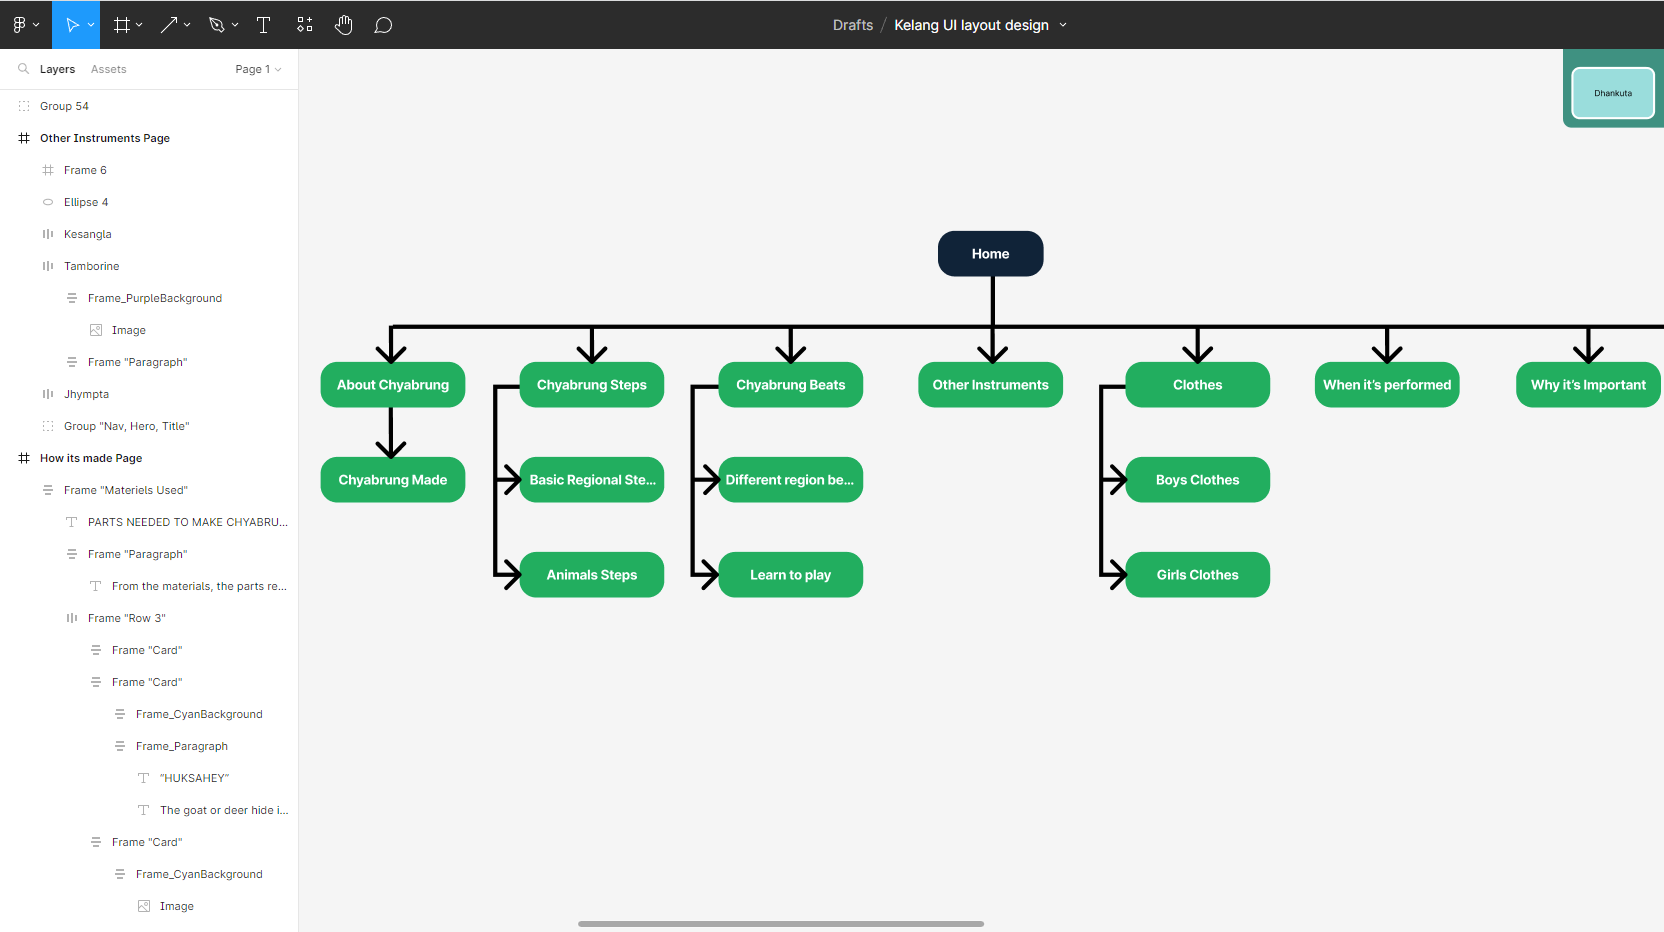 Drafts / Kelang UI layout design
Layers Assets Page 1
Group 54
Other Instruments Page
Frame 6
Ellipse 4
Kesangla
Tamborine
Frame_PurpleBackground
Image
Frame "Paragraph"
Jhympta
Group "Nav, Hero, Title"
How its made Page
Frame "Materiels Used"
PARTS NEEDED TO MAKE CHYABRU...
Frame "Paragraph"
From the materials, the parts re...
Frame "Row 3"
Frame "Card"
Frame "Card"
Frame_CyanBackground
Frame_Paragraph
"HUKSAHEY"
The goat or deer hide i...
Frame "Card"
Frame_CyanBackground
Image
Dhankuta
Home
About Chyabrung
Chyabrung Steps
Chyabrung Beats
Other Instruments
Clothes
When it's performed
Why it's Important
Chyabrung Made
Basic Regional Ste...
Different region be...
Boys Clothes
Animals Steps
Learn to play
Girls Clothes